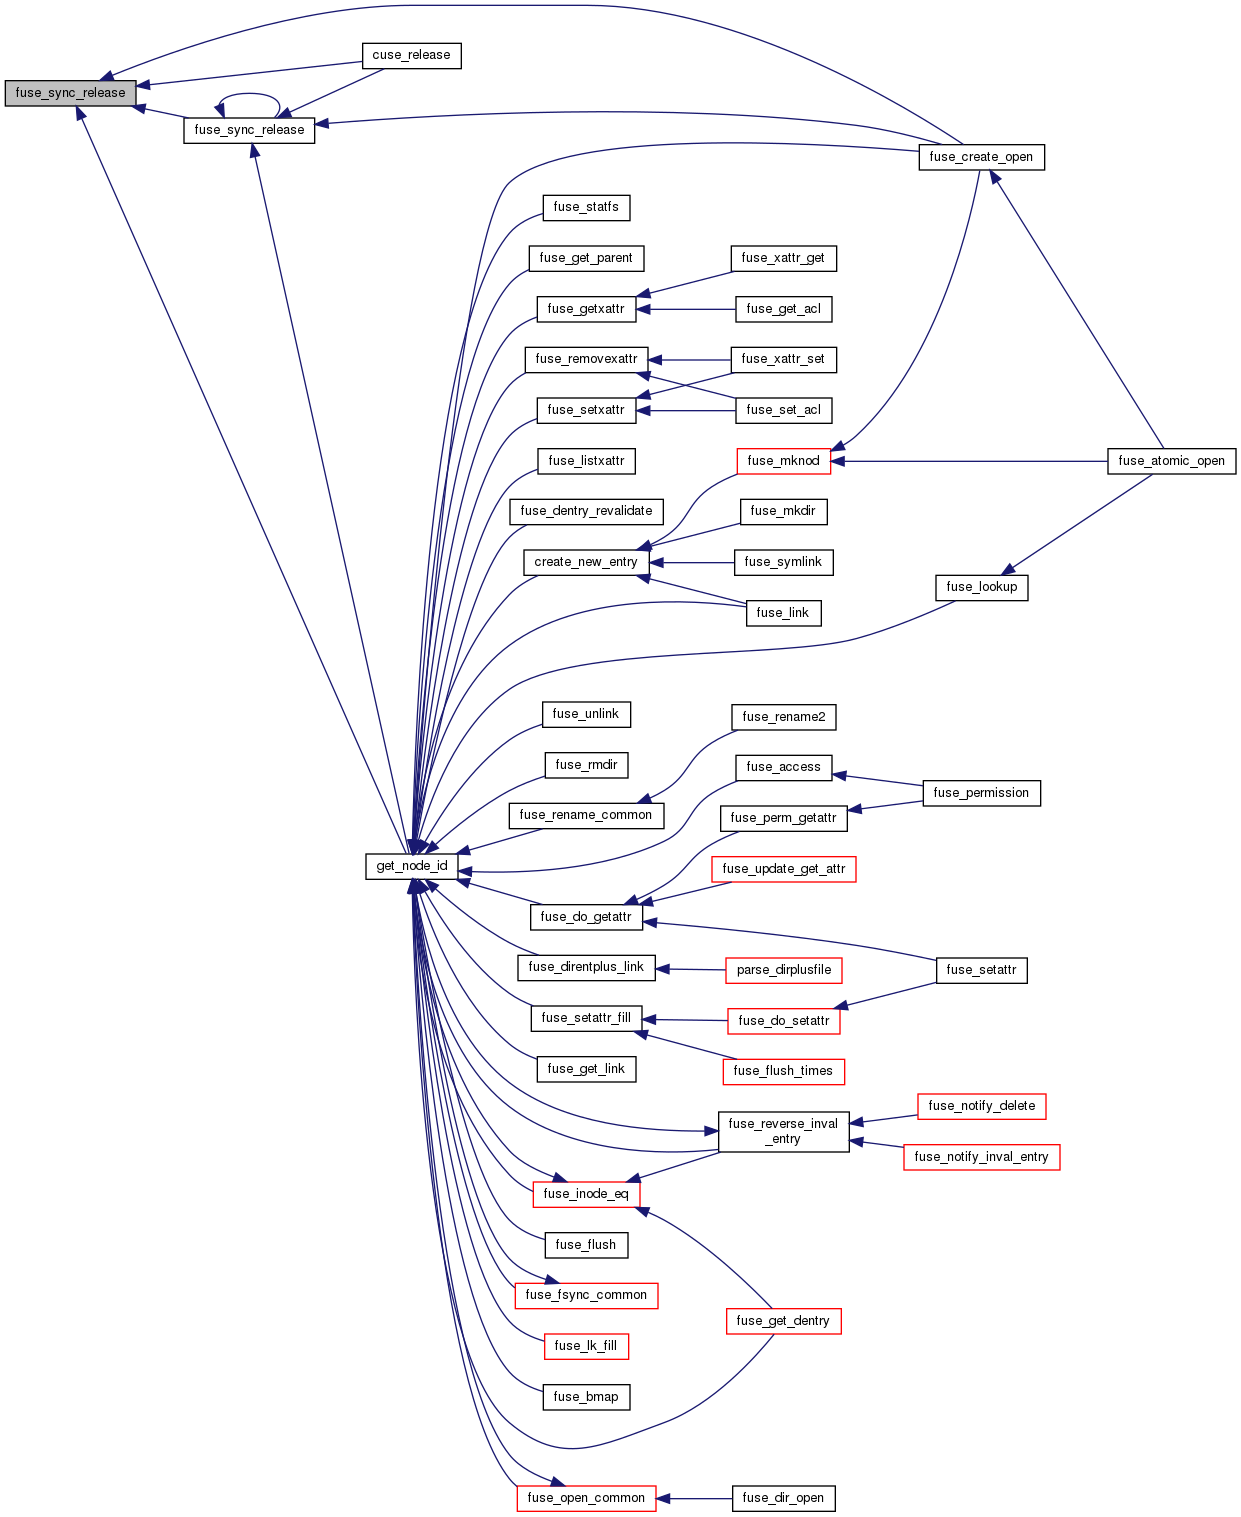 cuse_release
fuse_sync_release
fuse_sync_release
fuse_create_open
fuse_statfs
fuse_get_parent
fuse_xattr_get
fuse_getxattr
fuse_get_acl
fuse_removexattr
fuse_xattr_set
fuse_setxattr
fuse_set_acl
fuse_listxattr
fuse_mknod
fuse_atomic_open
fuse_dentry_revalidate
fuse_mkdir
create_new_entry
fuse_symlink
fuse_lookup
fuse_link
fuse_unlink
fuse_rename2
fuse_rmdir
fuse_access
fuse_permission
fuse_rename_common
fuse_perm_getattr
get_node_id
fuse_update_get_attr
fuse_do_getattr
fuse_direntplus_link
parse_dirplusfile
fuse_setattr
fuse_setattr_fill
fuse_do_setattr
fuse_get_link
fuse_flush_times
fuse_notify_delete
fuse_reverse_inval
_entry
fuse_notify_inval_entry
fuse_inode_eq
fuse_flush
fuse_fsync_common
fuse_get_dentry
fuse_lk_fill
fuse_bmap
fuse_open_common
fuse_dir_open